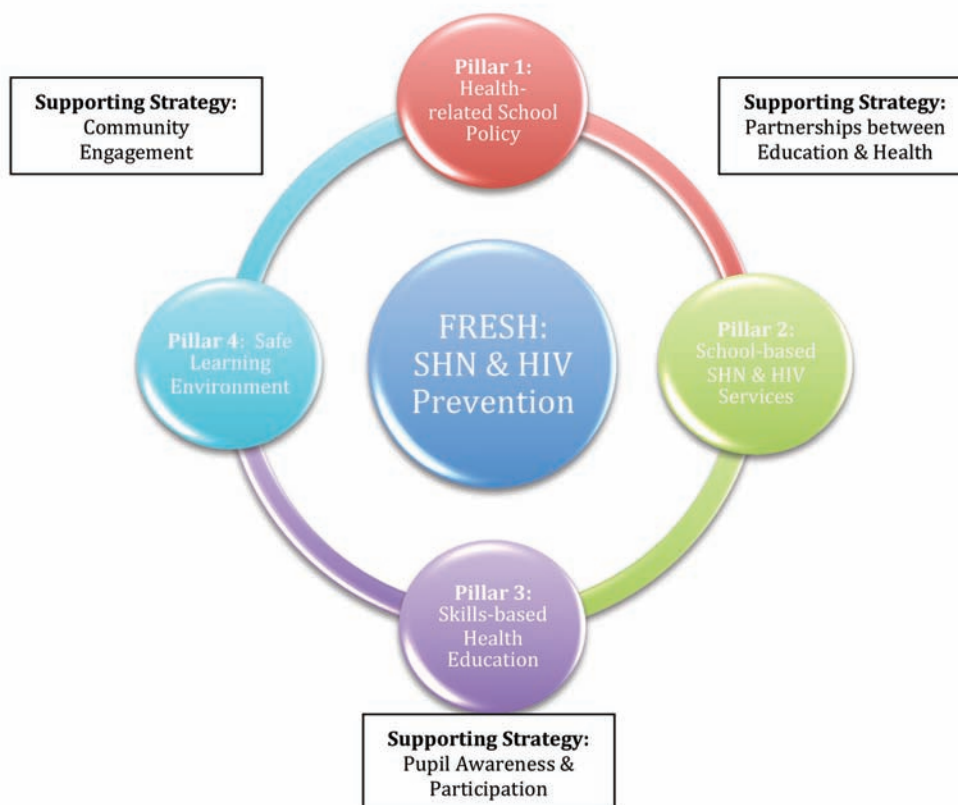 Pillar 1:
Health-
related School
Policy
Supporting Strategy:
Community
Engagement
Supporting Strategy:
Partnerships between
Education & Health
Pillar 4: Safe
Learning
Environment
FRESH:
SHN & HIV
Prevention
Pillar 2:
School-based
SHN & HIV
Services
Pillar 3:
Skills-based
Health
Education
Supporting Strategy:
Pupil Awareness &
Participation